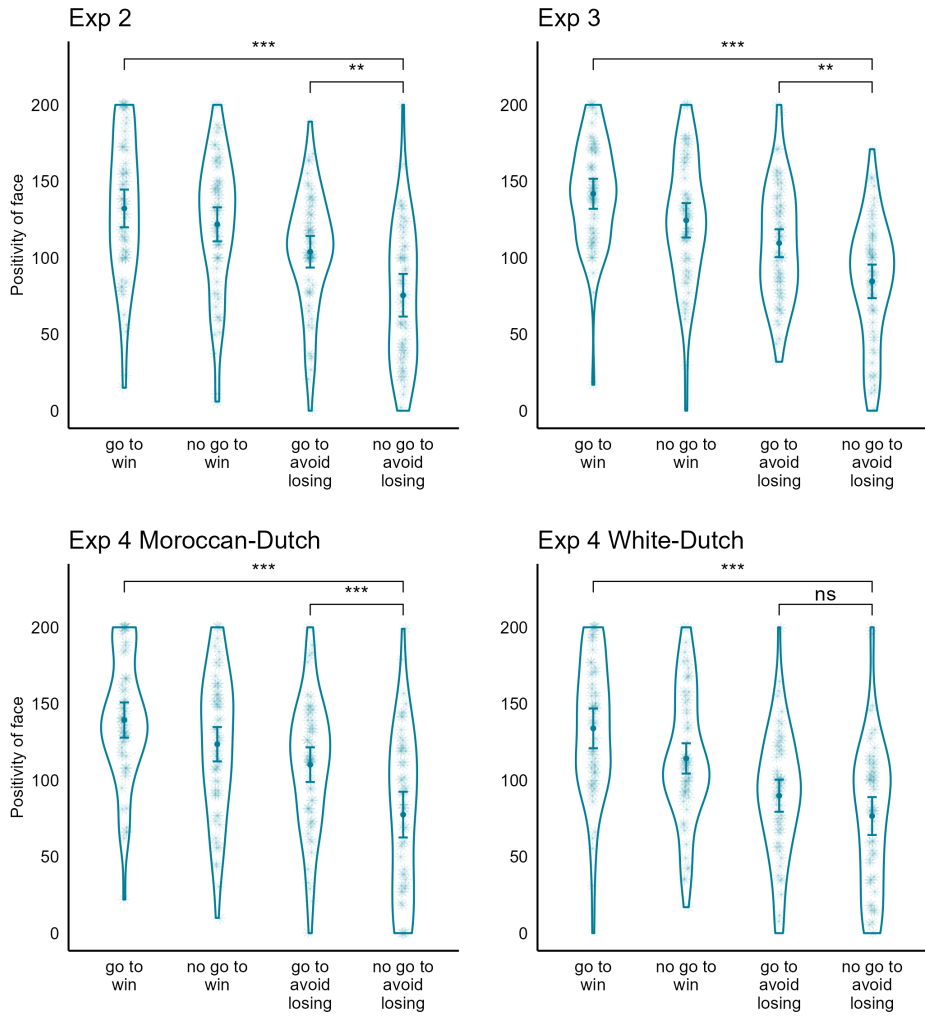 Exp 2
***
**
200
150
100
50
0
Positivity of face
go to
win
no go to
win
go to
avoid
losing
no go to
avoid
losing
Exp 3
***
**
200
150
100
50
0
go to
win
no go to
win
go to
avoid
losing
no go to
avoid
losing
Exp 4 Moroccan-Dutch
***
***
200
150
100
50
0
Positivity of face
go to
win
no go to
win
go to
avoid
losing
no go to
avoid
losing
Exp 4 White-Dutch
***
ns
200
150
100
50
0
go to
win
no go to
win
go to
avoid
losing
no go to
avoid
losing